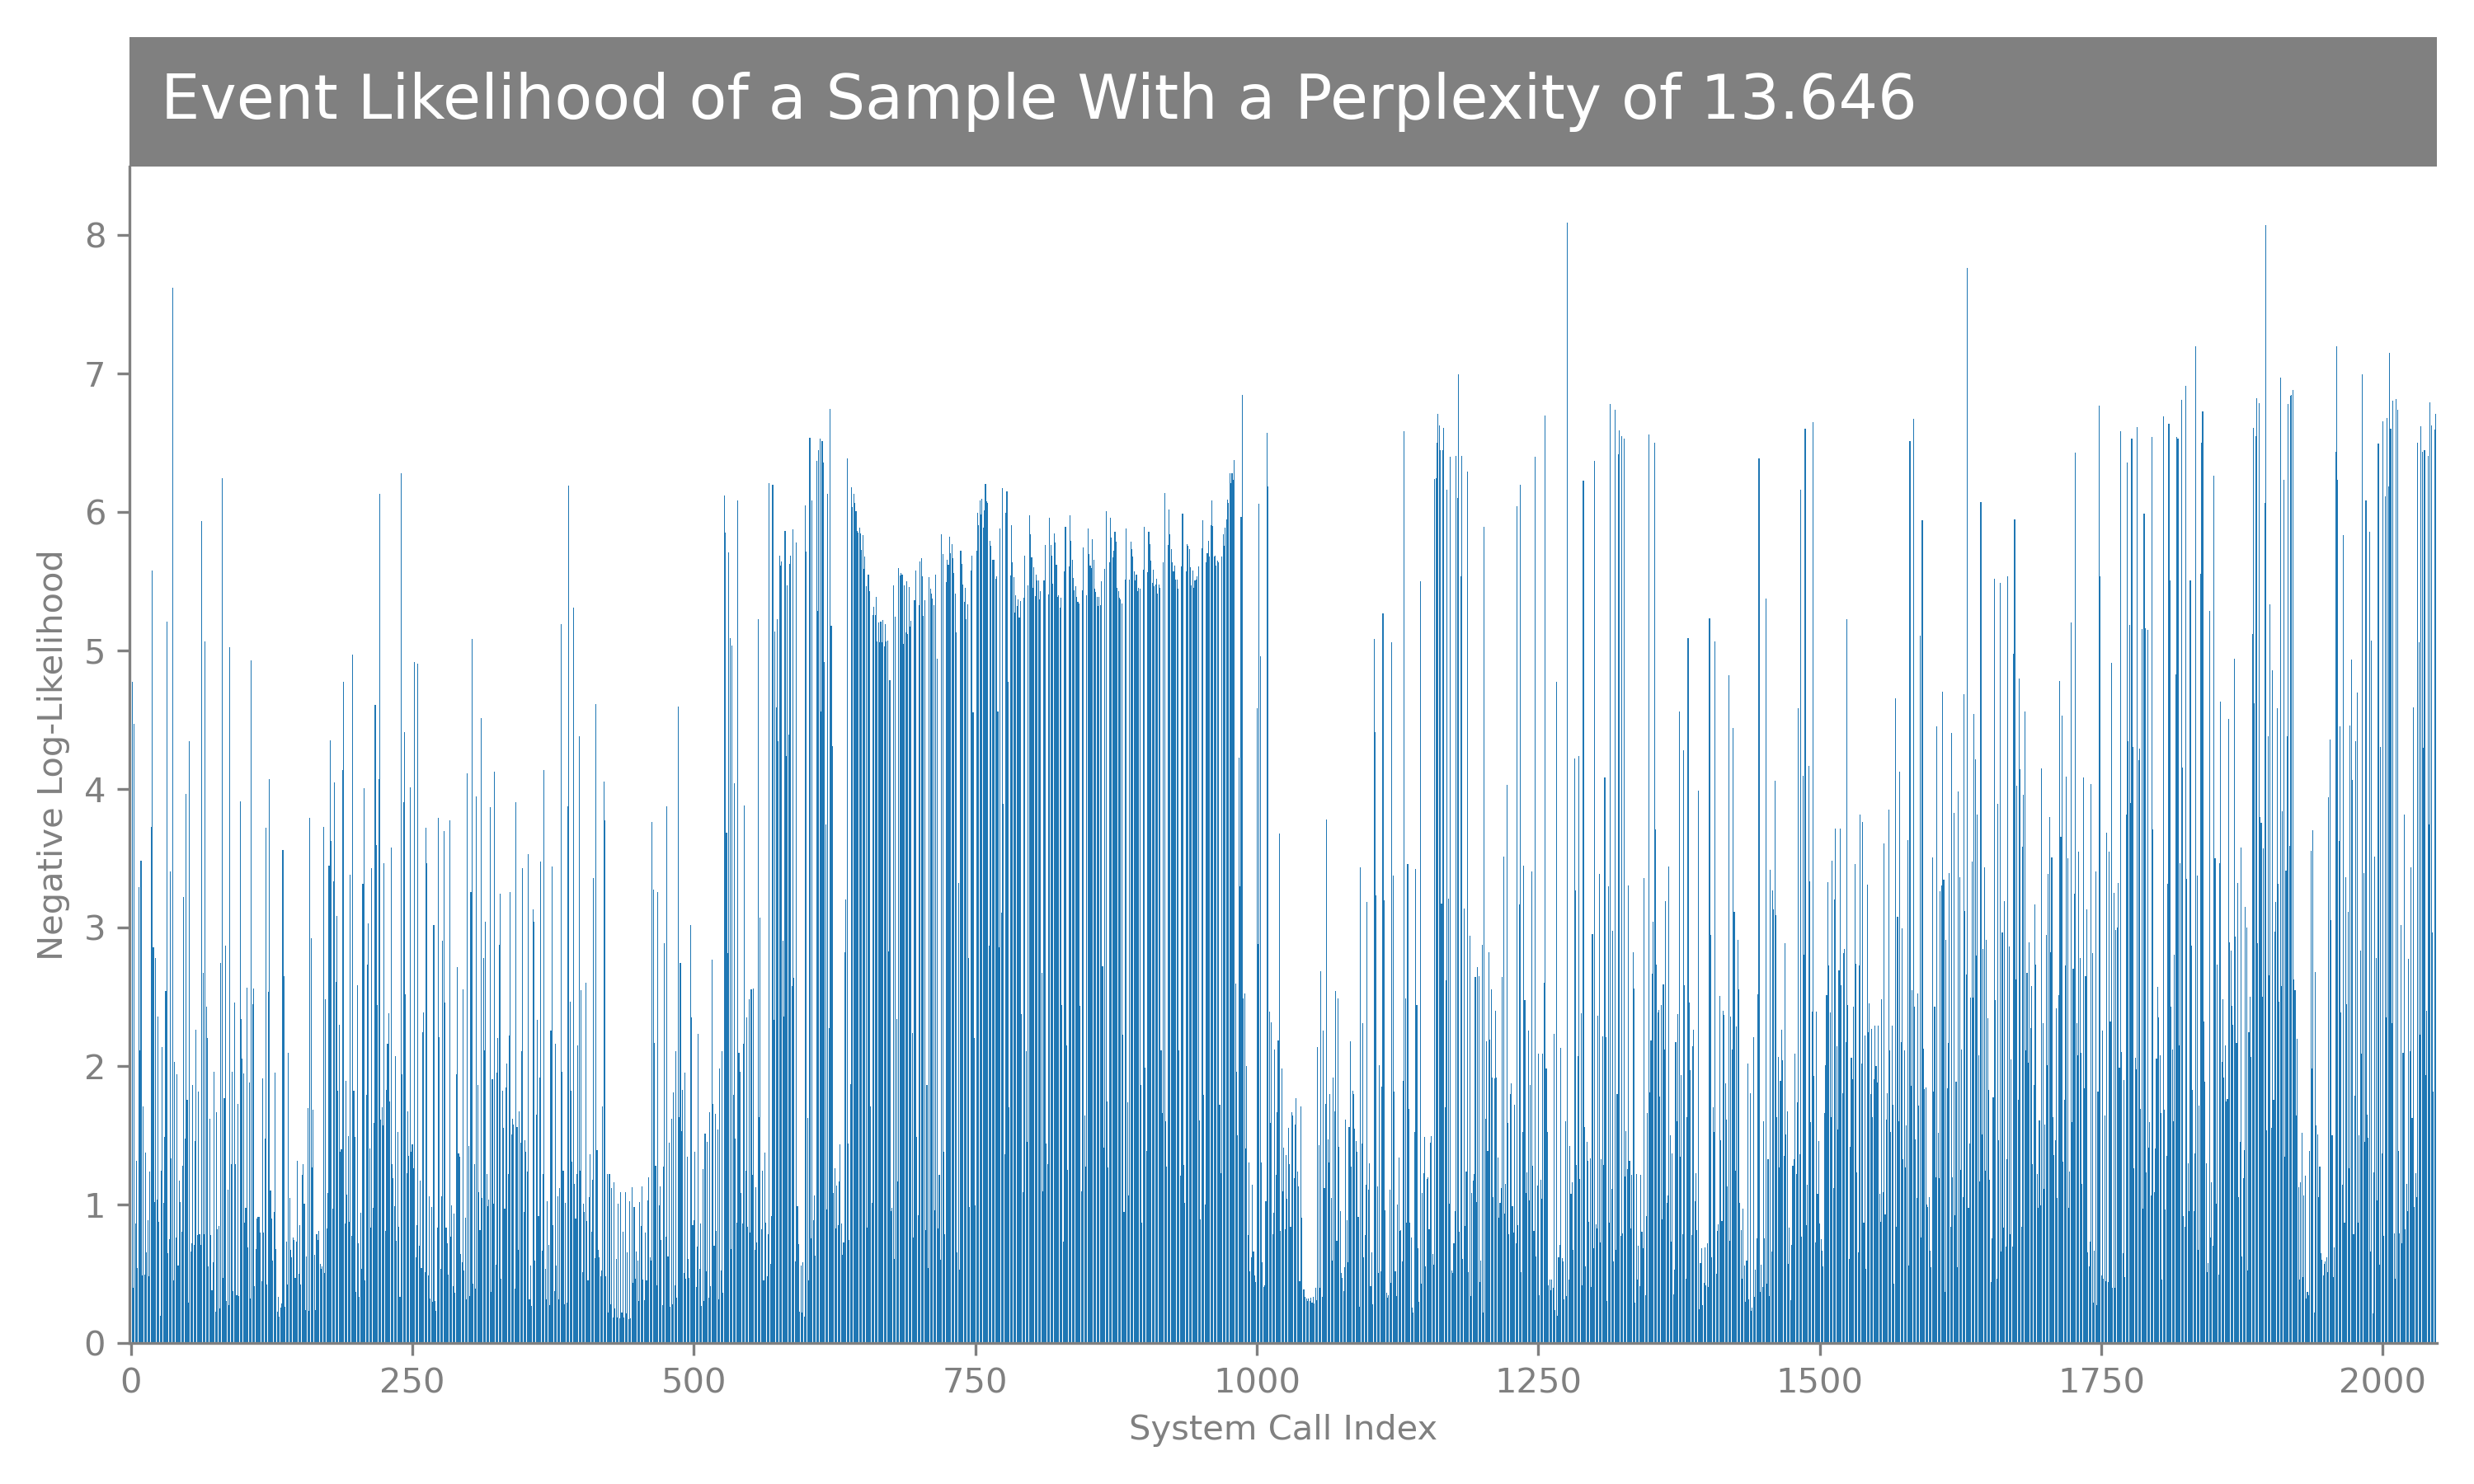 Event Likelihood of a Sample With a Perplexity of 13.646
8
7
6
5
4
3
2
1
0
Negative Log-Likelihood
0 250 500 750 1000 1250 1500 1750 2000
System Call Index